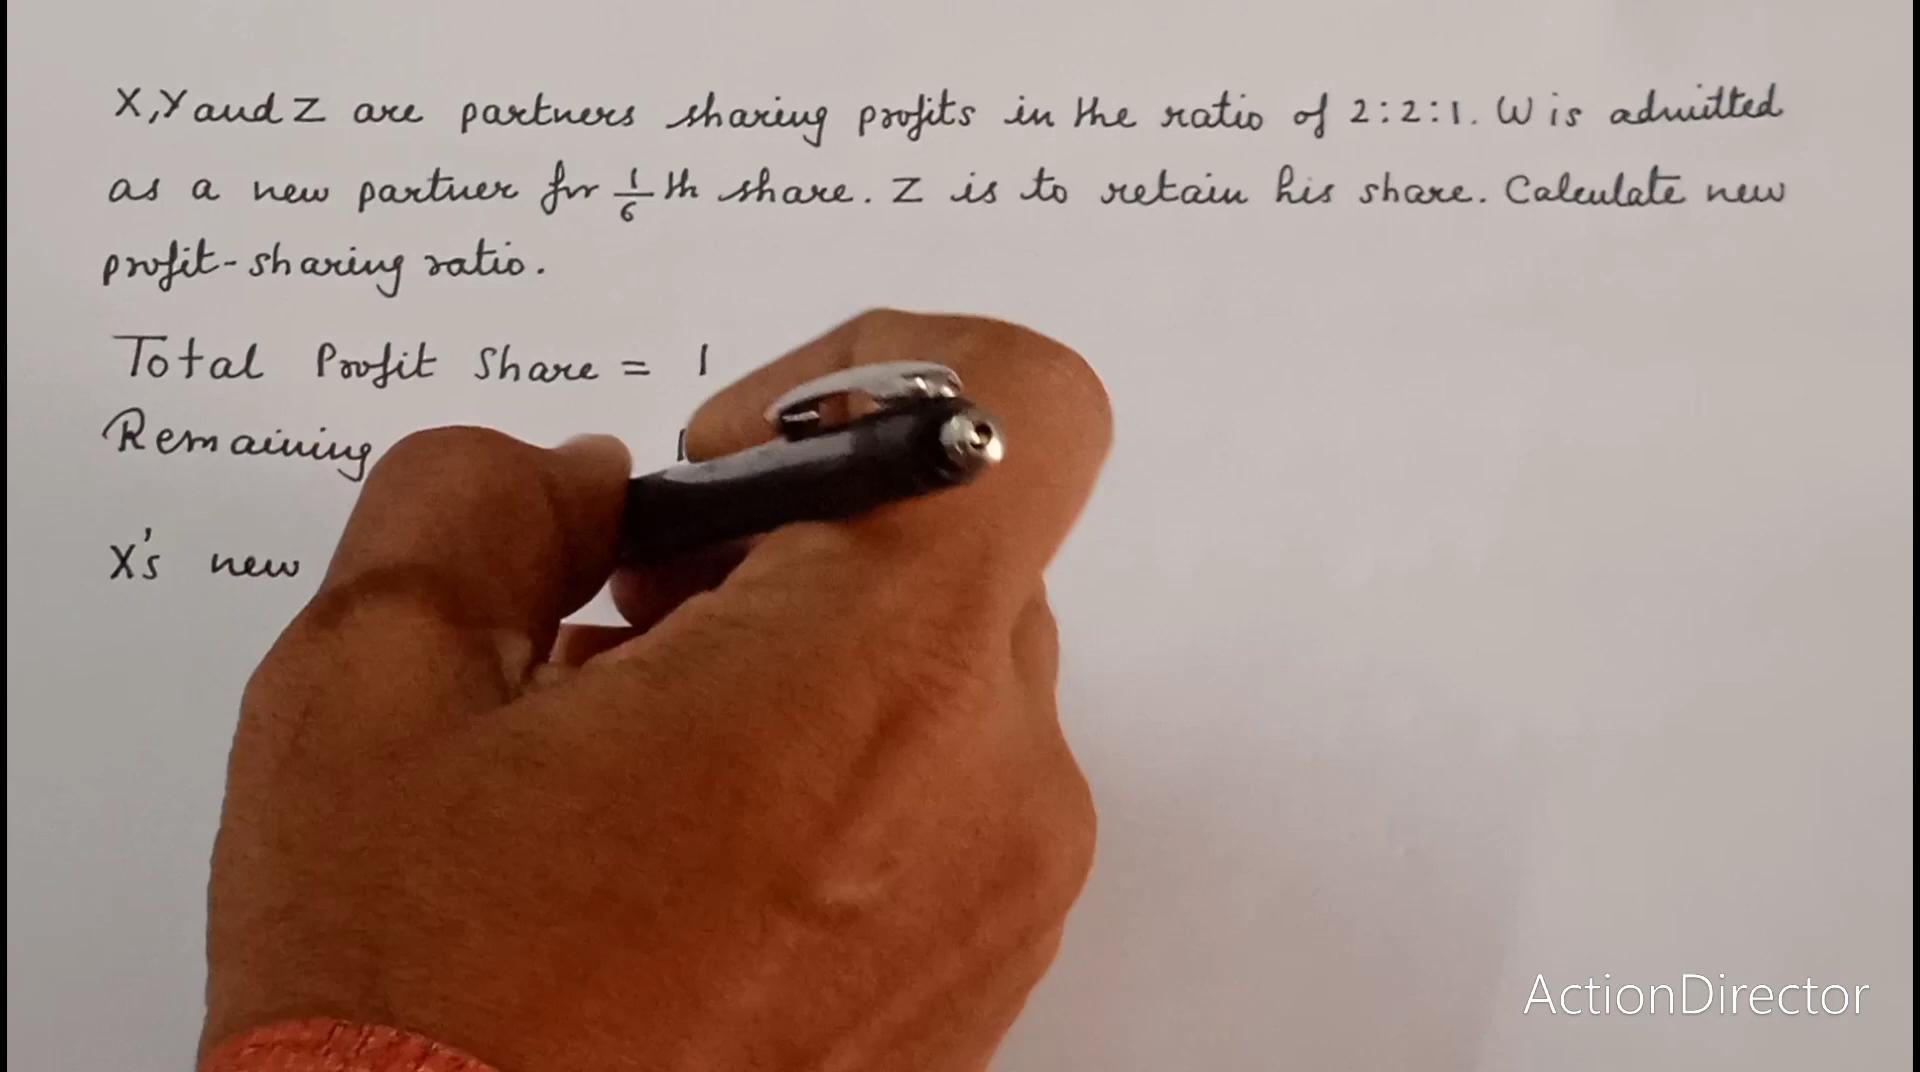 X, Y and Z are partners sharing profits in the ratio of 2:2:1. W is admitted
as a new partner for 1/6 th share. Z is to retain his share. Calculate new
profit-sharing ratio.
Total Profit Share = 1
Remaining
X's new
ActionDirector